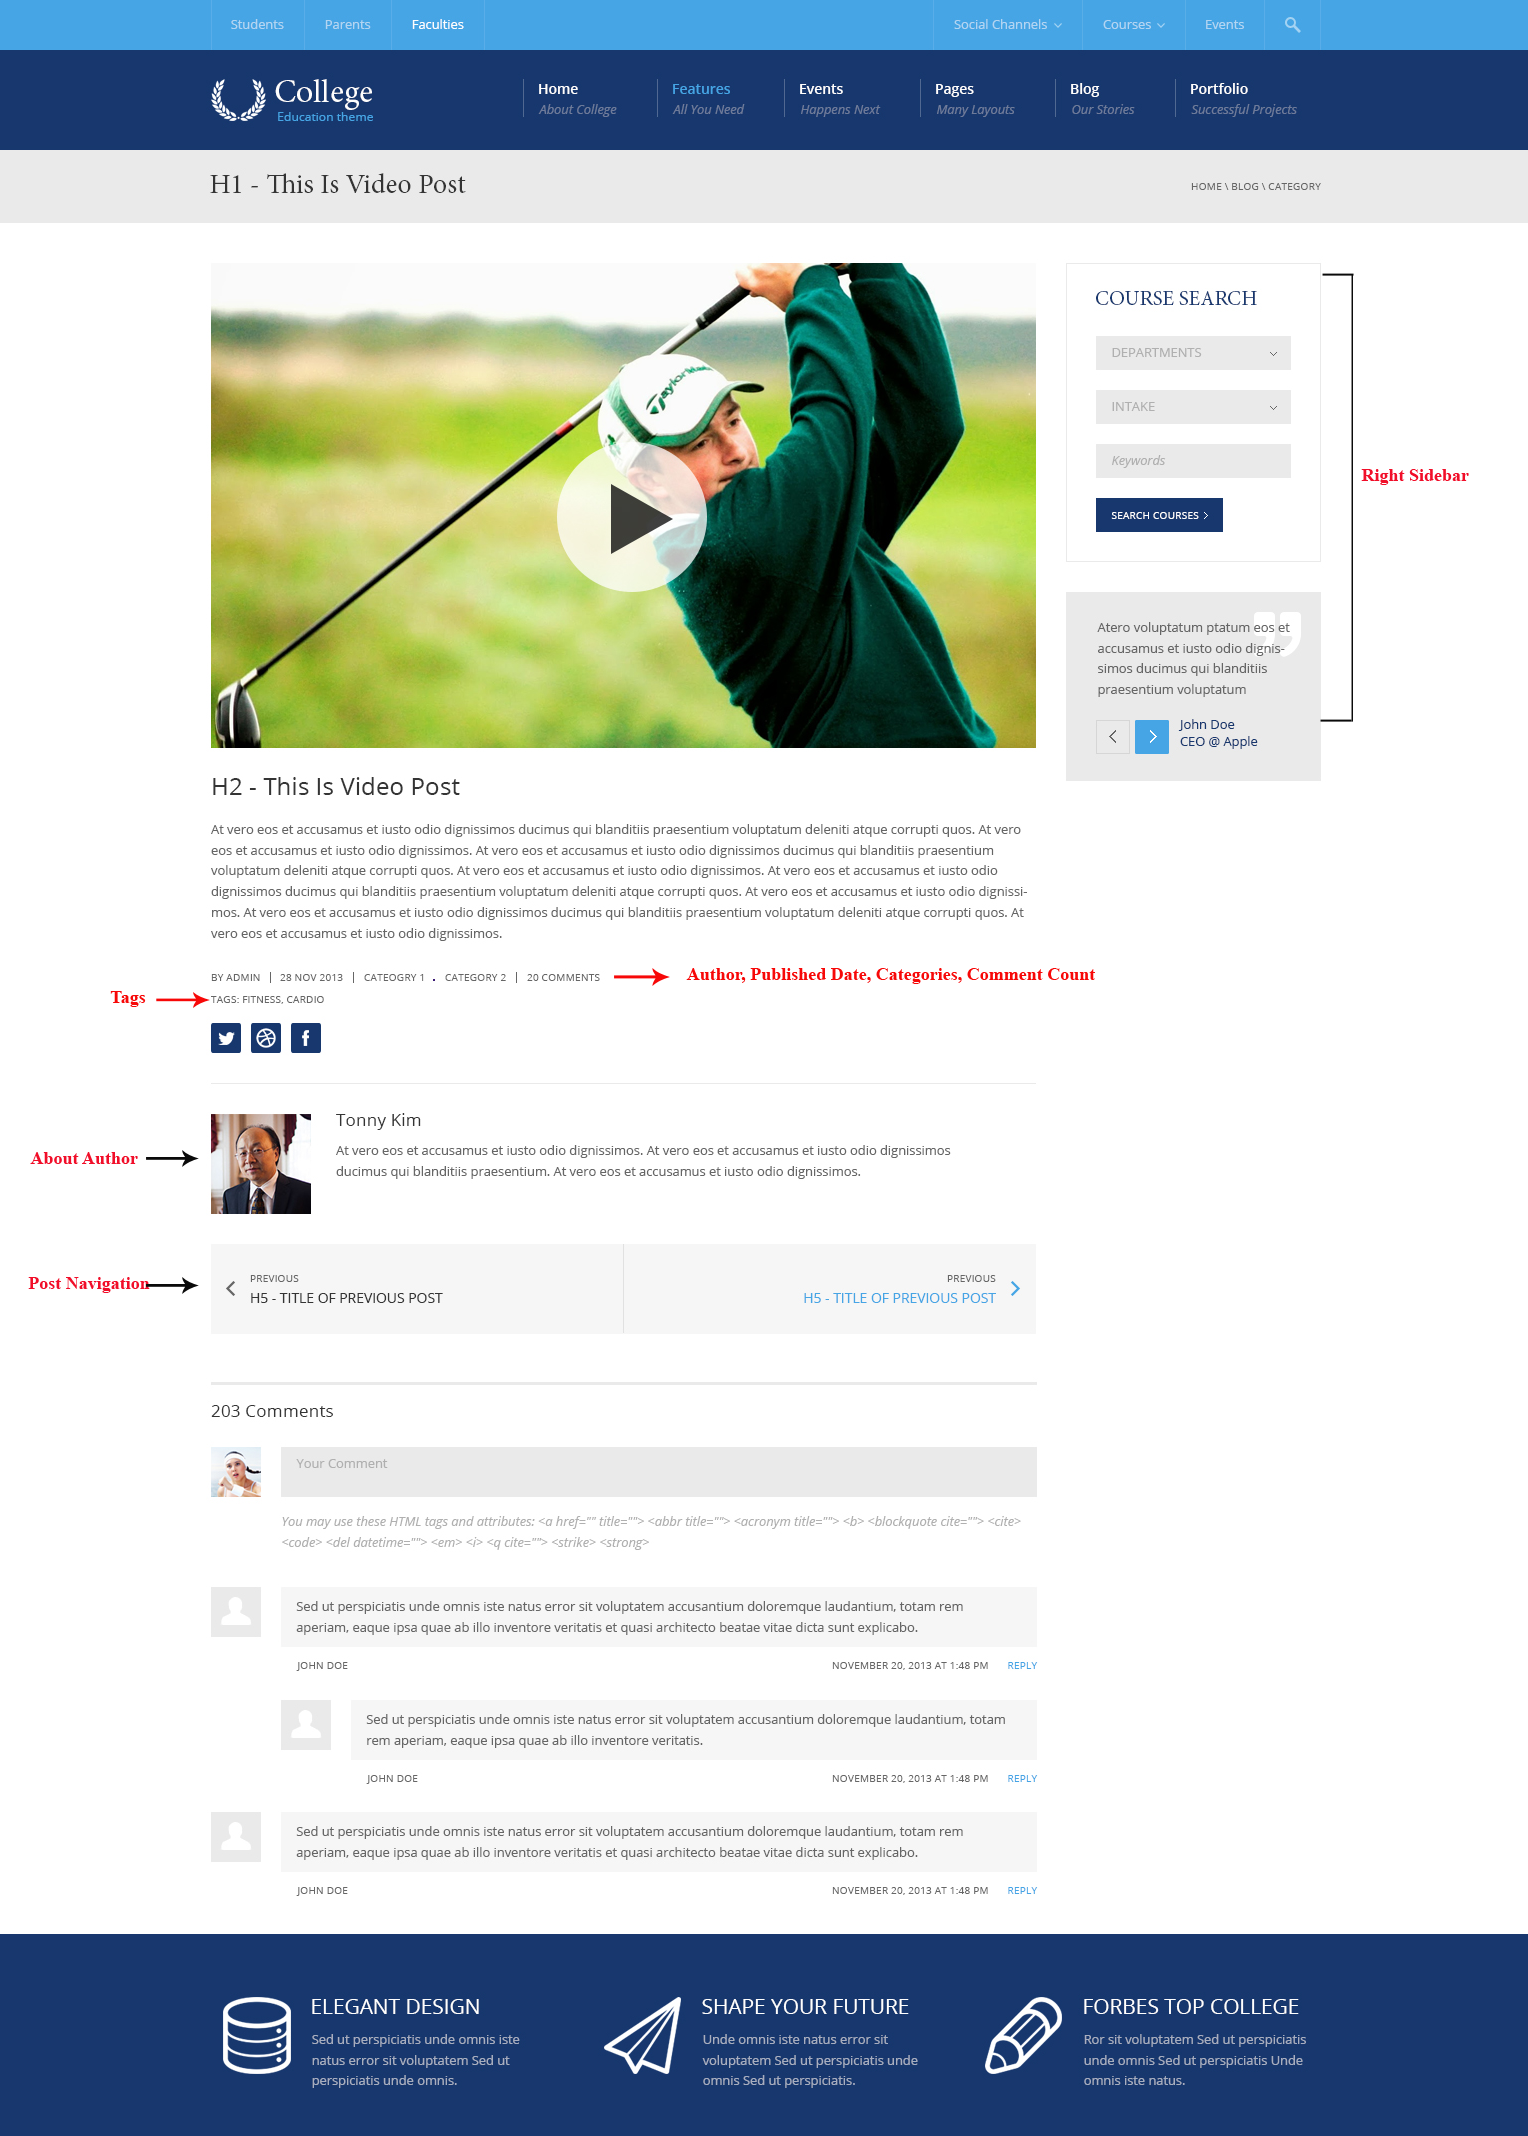 Students Parents Faculties Social Channels Courses Events
College
Education theme
Home Features Events Pages Blog Portfolio
About College All You Need Happens Next Many Layouts Our Stories Successful Projects
H1 - This Is Video Post
HOME \ BLOG \ CATEGORY
TaylorMade
COURSE SEARCH
DEPARTMENTS
INTAKE
Keywords
SEARCH COURSES
Right Sidebar
Atero voluptatum ptatum eos et
accusamus et iusto odio dignis-
simos ducimus qui blanditiis
praesentium voluptatum
John Doe
CEO @ Apple
H2 - This Is Video Post
At vero eos et accusamus et iusto odio dignissimos ducimus qui blanditiis praesentium voluptatum deleniti atque corrupti quos. At vero
eos et accusamus et iusto odio dignissimos. At vero eos et accusamus et iusto odio dignissimos ducimus qui blanditiis praesentium
voluptatum deleniti atque corrupti quos. At vero eos et accusamus et iusto odio dignissimos. At vero eos et accusamus et iusto odio
dignissimos ducimus qui blanditiis praesentium voluptatum deleniti atque corrupti quos. At vero eos et accusamus et iusto odio dignissi-
mos. At vero eos et accusamus et iusto odio dignissimos ducimus qui blanditiis praesentium voluptatum deleniti atque corrupti quos. At
vero eos et accusamus et iusto odio dignissimos.
BY ADMIN | 28 NOV 2013 | CATEOGRY 1 . CATEGORY 2 | 20 COMMENTS
Author, Published Date, Categories, Comment Count
Tags
TAGS: FITNESS, CARDIO
About Author
Tonny Kim
At vero eos et accusamus et iusto odio dignissimos. At vero eos et accusamus et iusto odio dignissimos
ducimus qui blanditiis praesentium. At vero eos et accusamus et iusto odio dignissimos.
Post Navigation
PREVIOUS
H5 - TITLE OF PREVIOUS POST
PREVIOUS
H5 - TITLE OF PREVIOUS POST
203 Comments
Your Comment
You may use these HTML tags and attributes: <a href="" title=""> <abbr title=""> <acronym title=""> <b> <blockquote cite=""> <cite>
<code> <del datetime=""> <em> <i> <q cite=""> <strike> <strong>
Sed ut perspiciatis unde omnis iste natus error sit voluptatem accusantium doloremque laudantium, totam rem
aperiam, eaque ipsa quae ab illo inventore veritatis et quasi architecto beatae vitae dicta sunt explicabo.
JOHN DOE NOVEMBER 20, 2013 AT 1:48 PM REPLY
Sed ut perspiciatis unde omnis iste natus error sit voluptatem accusantium doloremque laudantium, totam
rem aperiam, eaque ipsa quae ab illo inventore veritatis.
JOHN DOE NOVEMBER 20, 2013 AT 1:48 PM REPLY
Sed ut perspiciatis unde omnis iste natus error sit voluptatem accusantium doloremque laudantium, totam rem
aperiam, eaque ipsa quae ab illo inventore veritatis et quasi architecto beatae vitae dicta sunt explicabo.
JOHN DOE NOVEMBER 20, 2013 AT 1:48 PM REPLY
ELEGANT DESIGN
Sed ut perspiciatis unde omnis iste
natus error sit voluptatem Sed ut
perspiciatis unde omnis.
SHAPE YOUR FUTURE
Unde omnis iste natus error sit
voluptatem Sed ut perspiciatis unde
omnis Sed ut perspiciatis.
FORBES TOP COLLEGE
Ror sit voluptatem Sed ut perspiciatis
unde omnis Sed ut perspiciatis Unde
omnis iste natus.